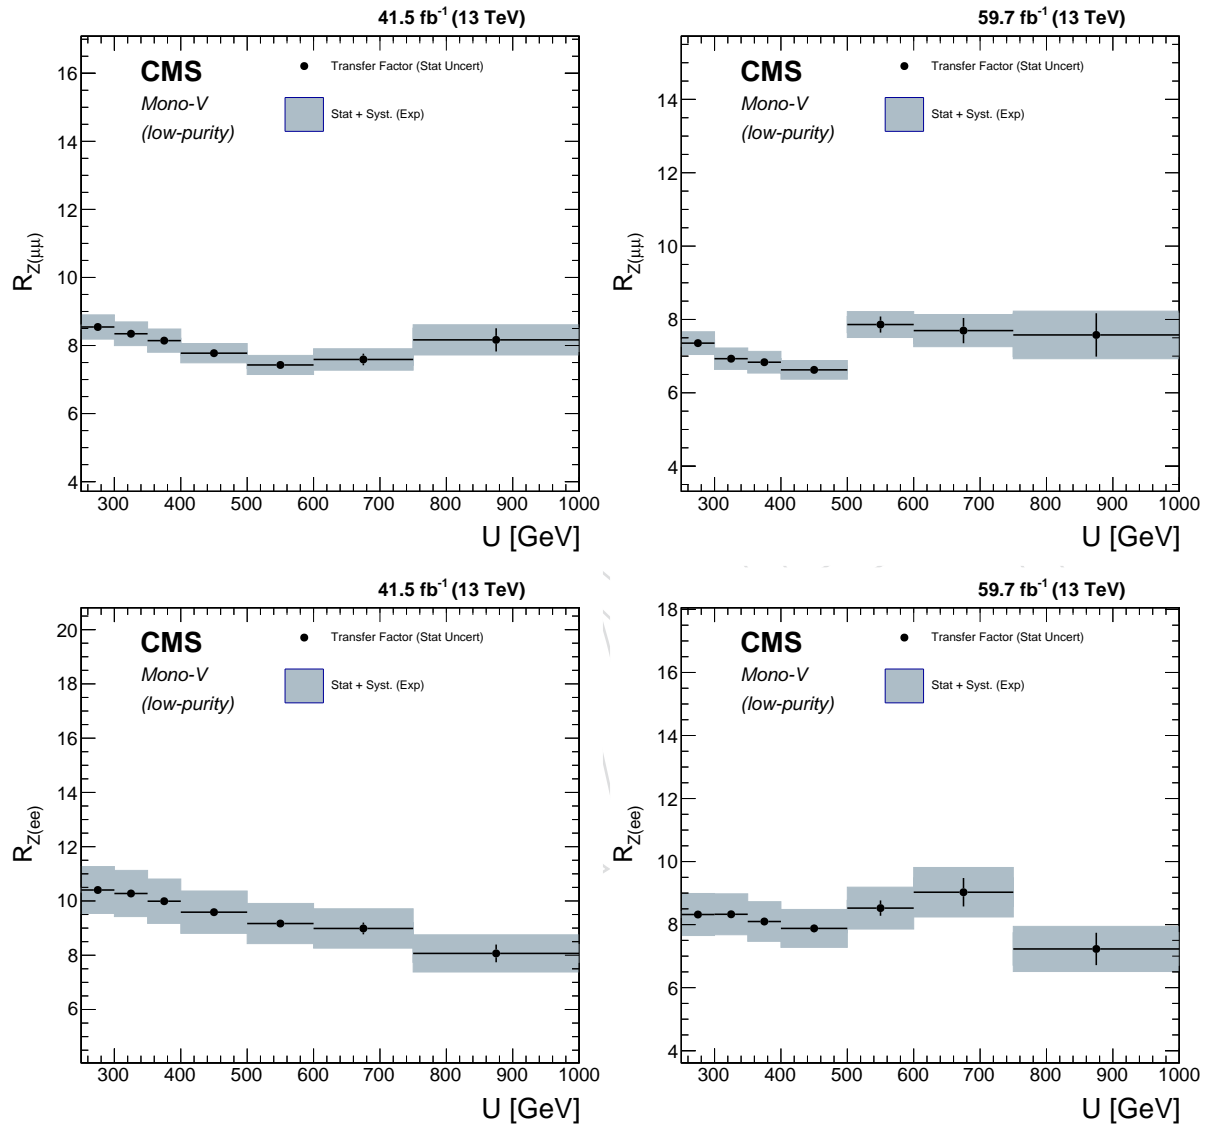 41.5 fb-1 (13 TeV)
16
14
12
10
8
6
4
CMS
Mono-V
(low-purity)
Transfer Factor (Stat Uncert)
Stat + Syst. (Exp)
RZ(μμ)
300 400 500 600 700 800 900 1000
U [GeV]
59.7 fb-1 (13 TeV)
14
12
10
8
6
4
CMS
Mono-V
(low-purity)
Transfer Factor (Stat Uncert)
Stat + Syst. (Exp)
RZ(μμ)
300 400 500 600 700 800 900 1000
U [GeV]
41.5 fb-1 (13 TeV)
20
18
16
14
12
10
8
6
CMS
Mono-V
(low-purity)
Transfer Factor (Stat Uncert)
Stat + Syst. (Exp)
RZ(ee)
300 400 500 600 700 800 900 1000
U [GeV]
59.7 fb-1 (13 TeV)
18
16
14
12
10
8
6
4
CMS
Mono-V
(low-purity)
Transfer Factor (Stat Uncert)
Stat + Syst. (Exp)
RZ(ee)
300 400 500 600 700 800 900 1000
U [GeV]